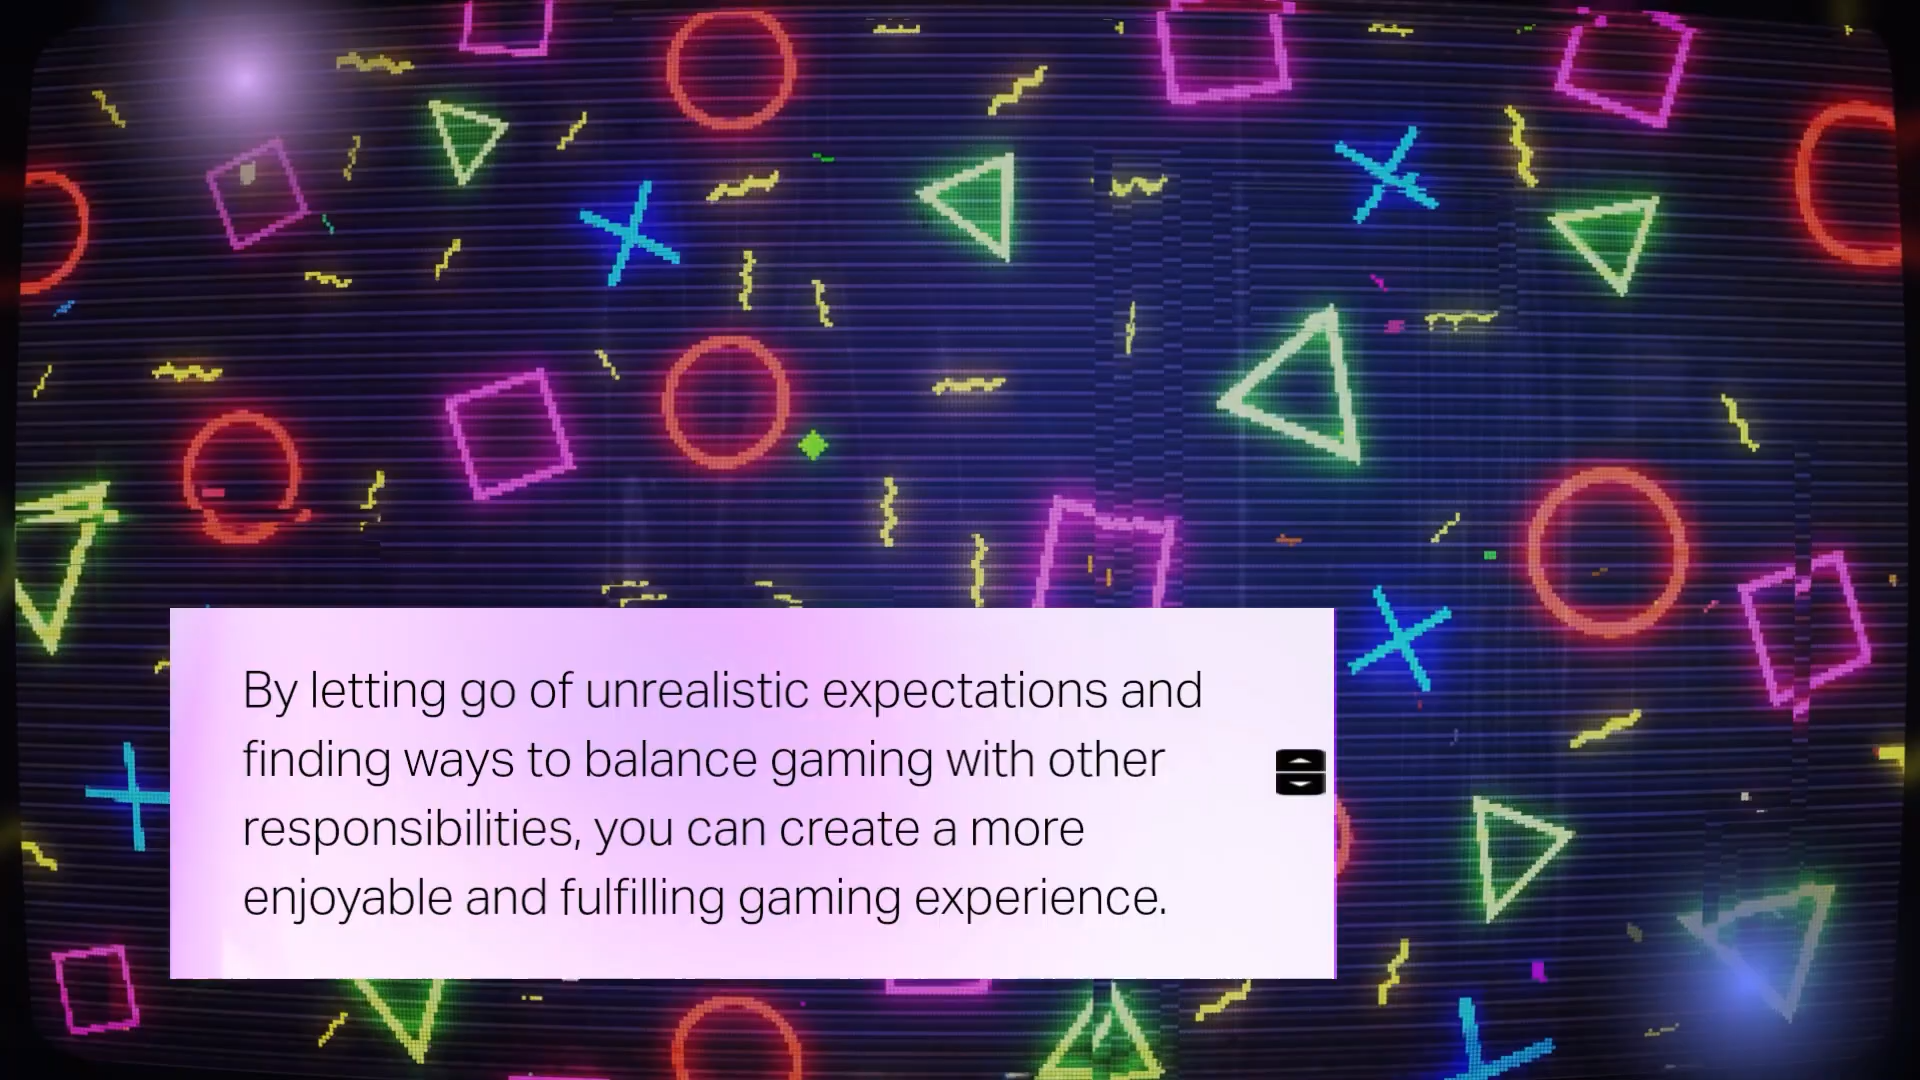 By letting go of unrealistic expectations and
finding ways to balance gaming with other
responsibilities, you can create a more
enjoyable and fulfilling gaming experience.